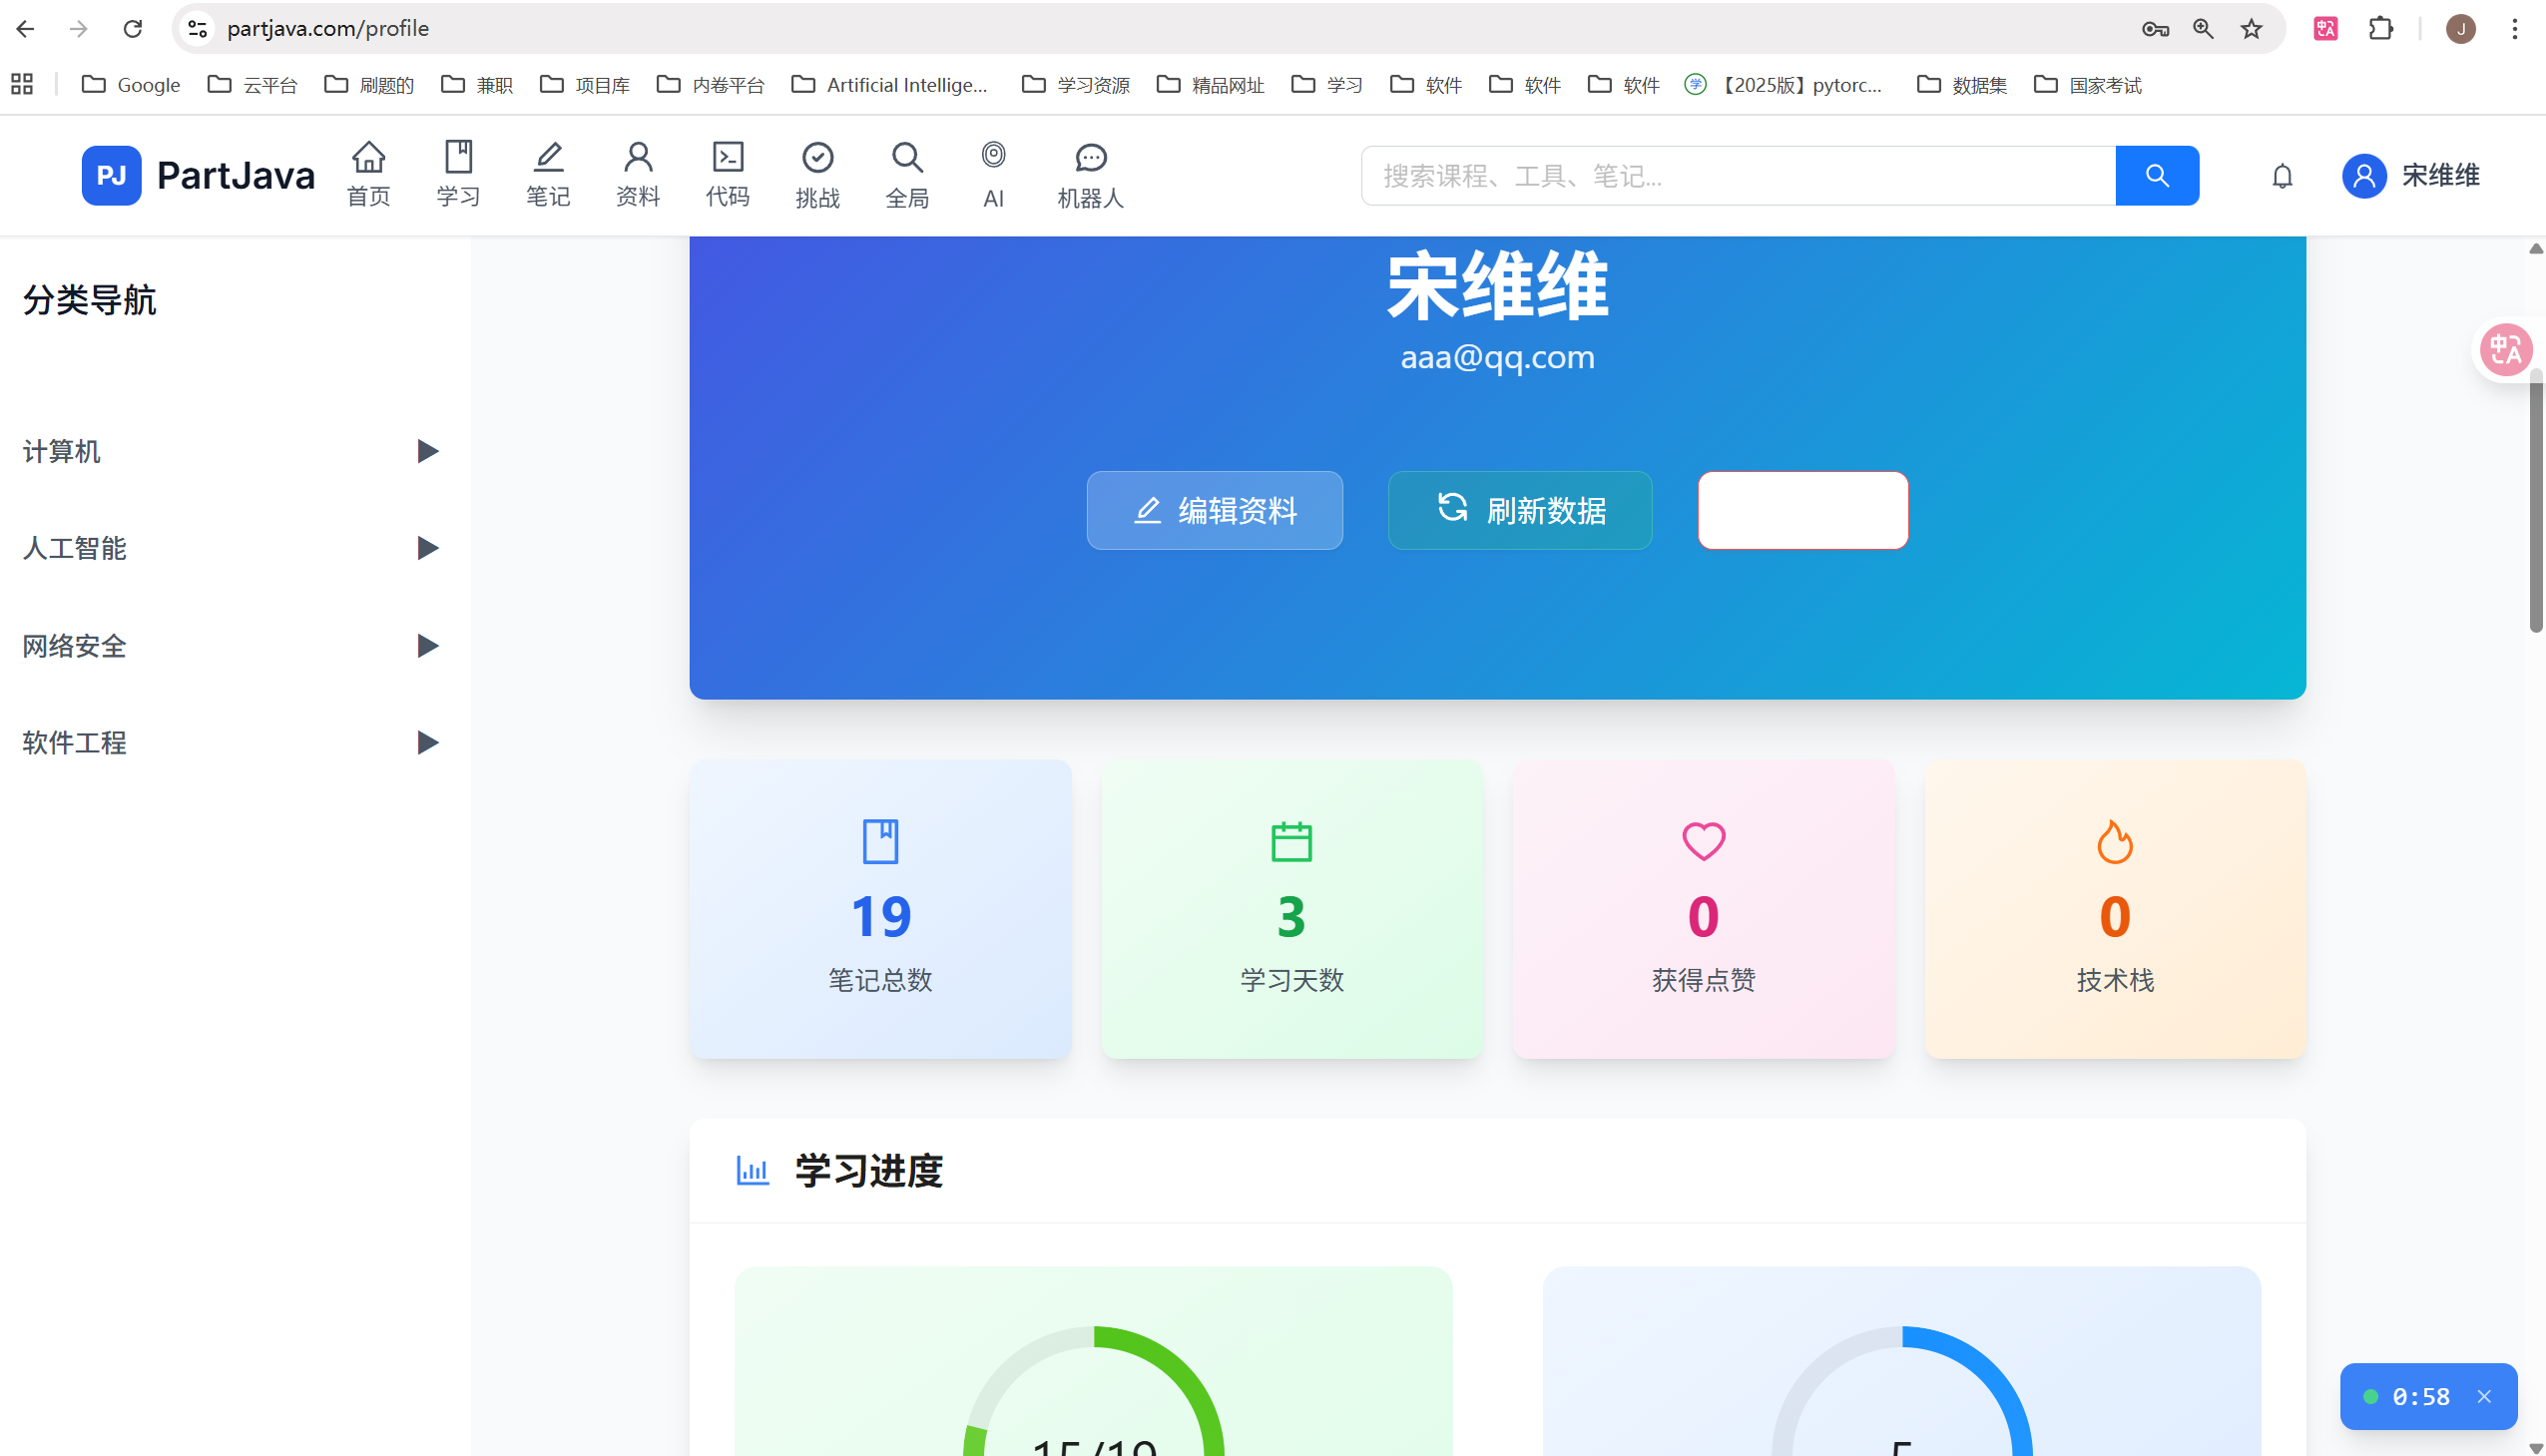 partjava.com/profile
J
Google
云平台
刷题的
兼职
项目库
内卷平台
Artificial Intellige...
学习资源
精品网址
学习
软件
软件
软件
【2025版】pytorc...
数据集
国家考试
PJ
PartJava
首页
学习
笔记
资料
代码
挑战
全局
AI
机器人
搜索课程、工具、笔记...
宋维维
分类导航
计算机
人工智能
网络安全
软件工程
宋维维
aaa@qq.com
编辑资料
刷新数据
19
笔记总数
3
学习天数
0
获得点赞
0
技术栈
学习进度
15/19
5
0:58